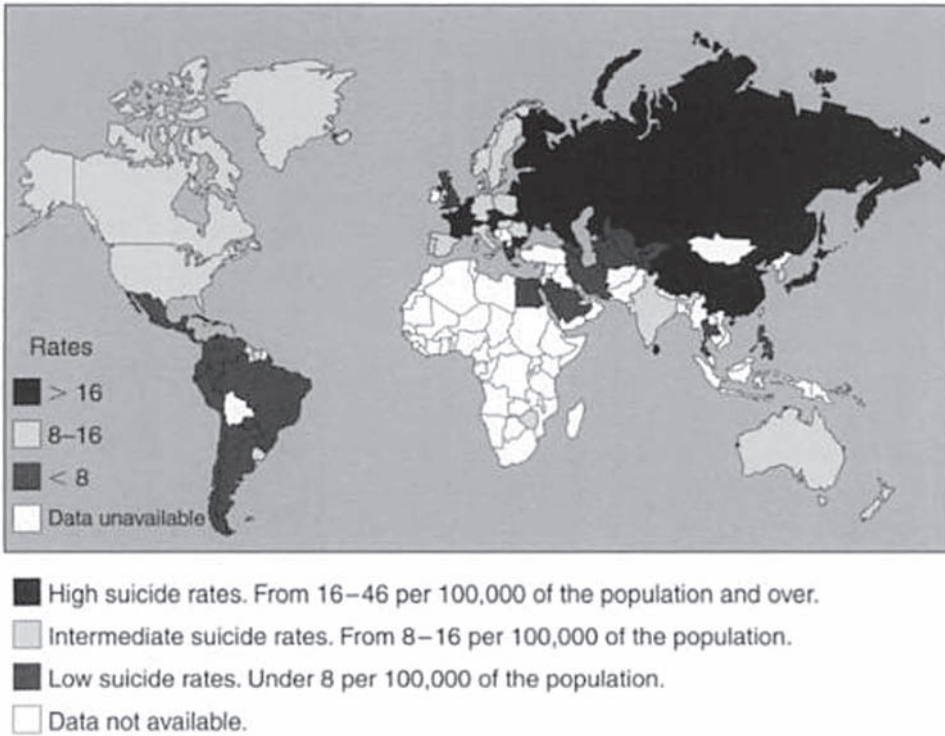 Rates
> 16
8–16
< 8
Data unavailable
High suicide rates. From 16–46 per 100,000 of the population and over.
Intermediate suicide rates. From 8–16 per 100,000 of the population.
Low suicide rates. Under 8 per 100,000 of the population.
Data not available.